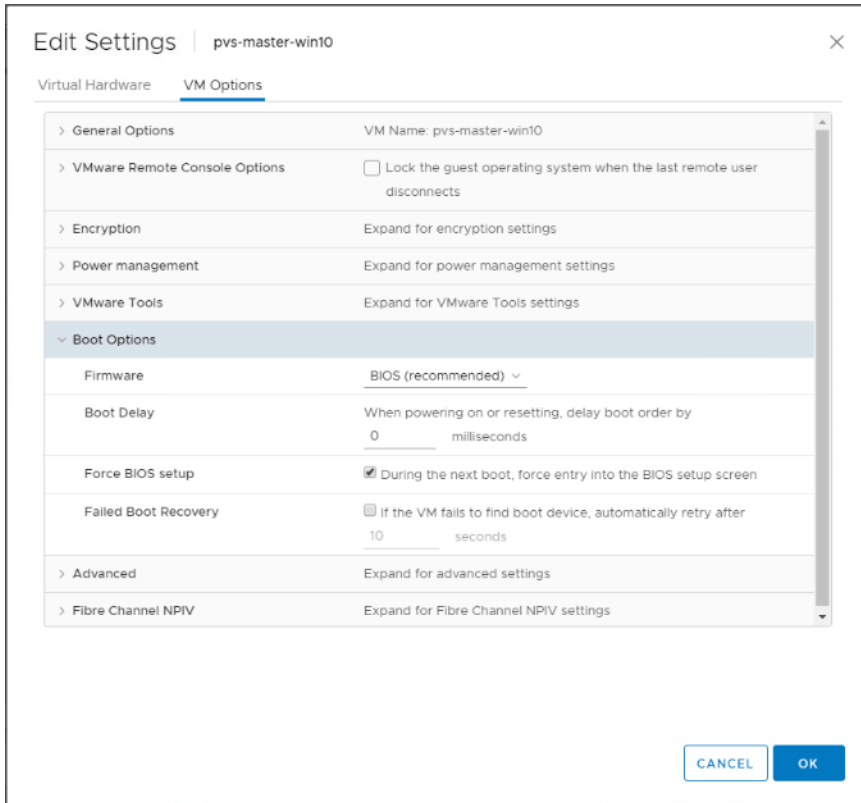 Edit Settings pvs-master-win10
Virtual Hardware VM Options
General Options VM Name: pvs-master-win10
VMware Remote Console Options Lock the guest operating system when the last remote user
disconnects
Encryption Expand for encryption settings
Power management Expand for power management settings
VMware Tools Expand for VMware Tools settings
Boot Options
Firmware BIOS (recommended)
Boot Delay When powering on or resetting, delay boot order by
0 milliseconds
Force BIOS setup During the next boot, force entry into the BIOS setup screen
Failed Boot Recovery If the VM fails to find boot device, automatically retry after
10 seconds
Advanced Expand for advanced settings
Fibre Channel NPIV Expand for Fibre Channel NPIV settings
CANCEL OK